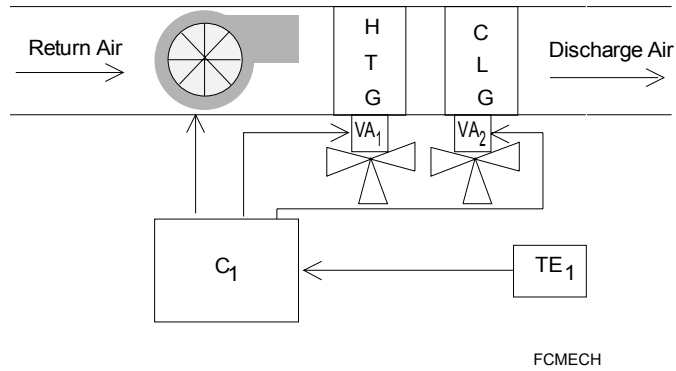 Return Air
H
T
G
C
L
G
Discharge Air
VA1
VA2
C1
TE1
FCMECH